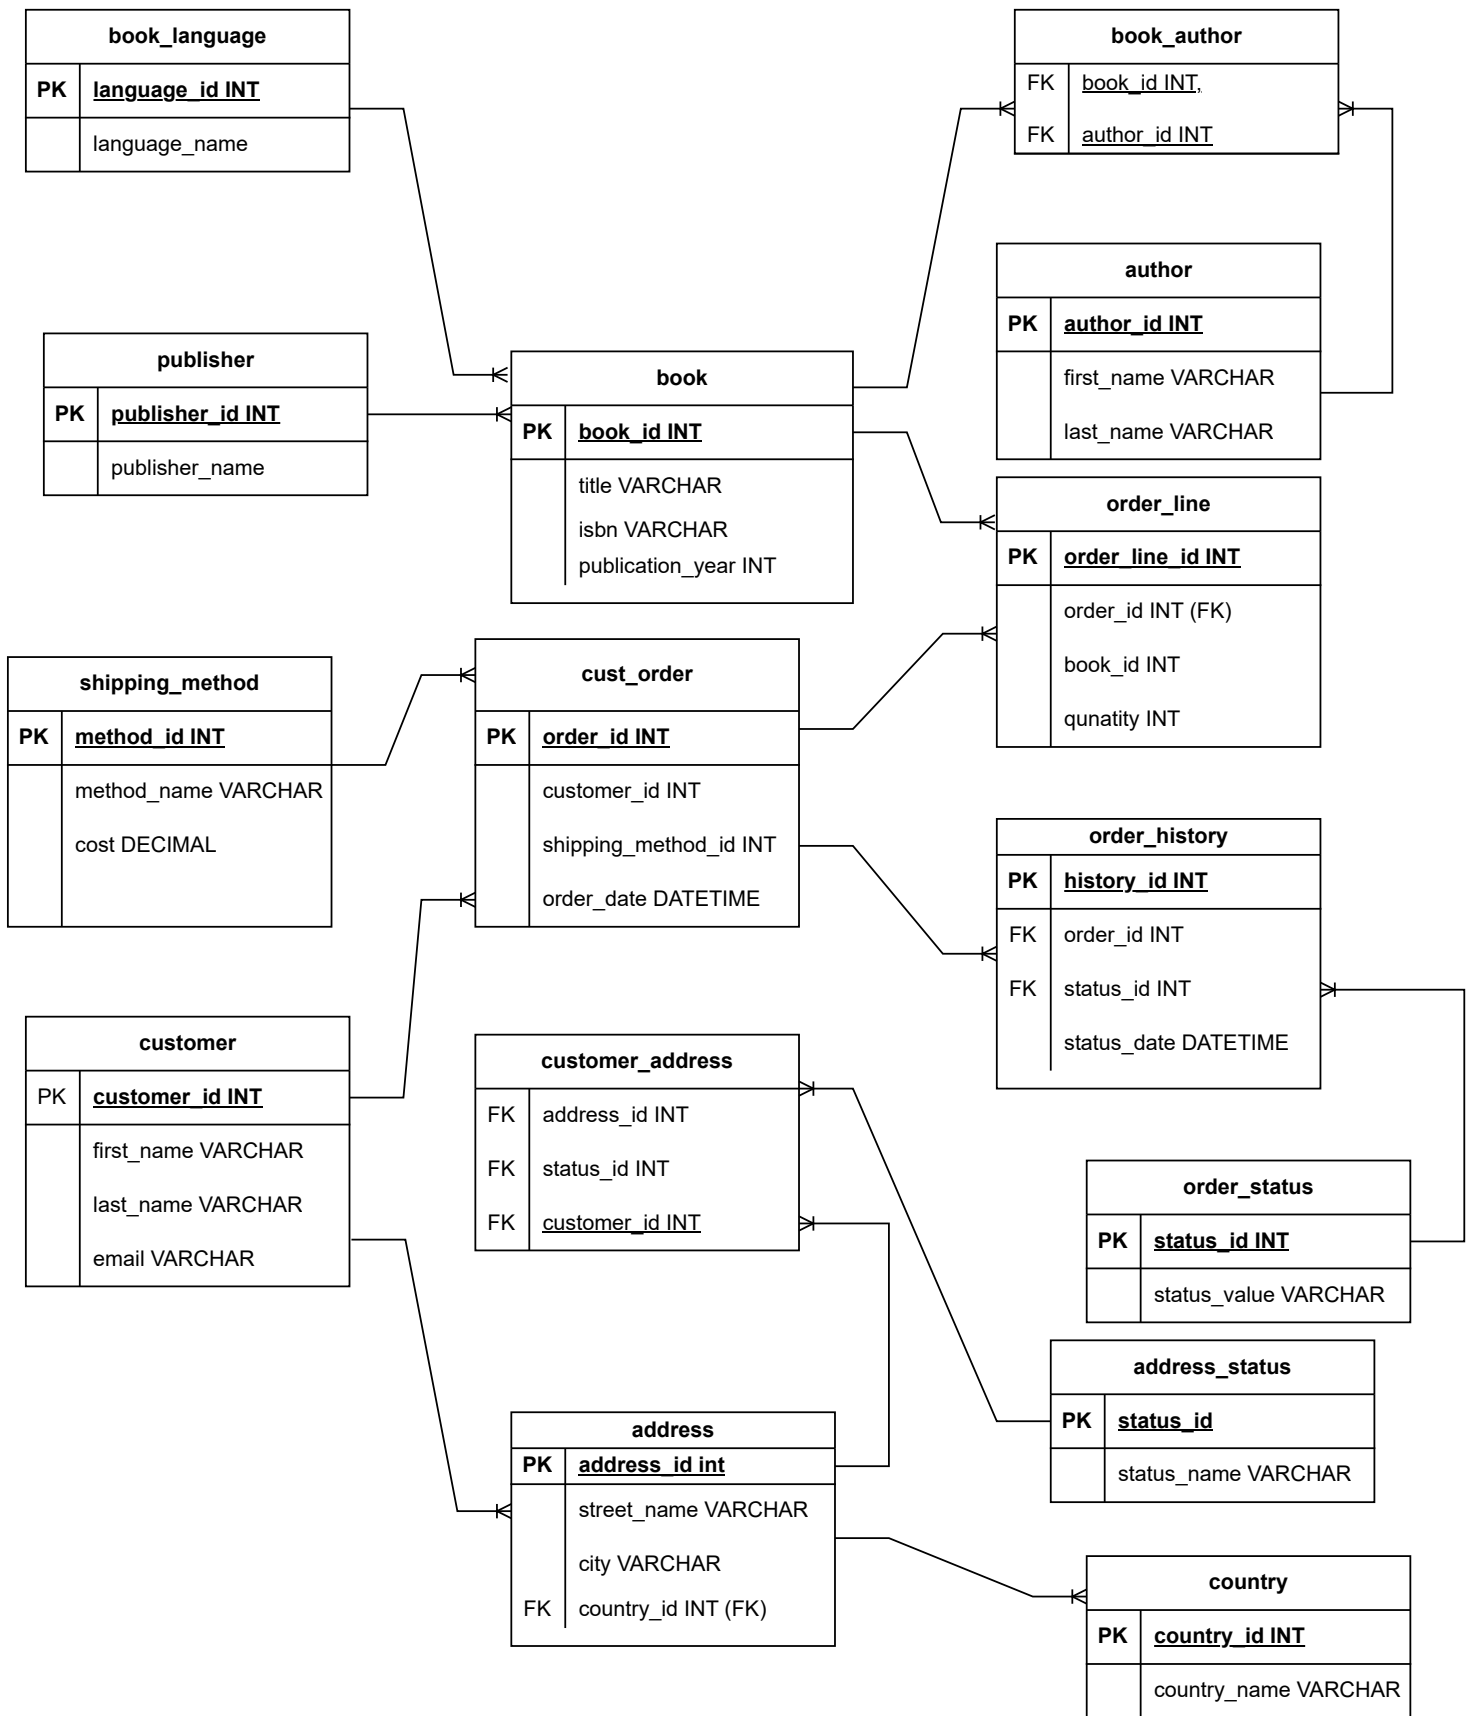 book_language
PK language_id INT
language_name
book_author
FK book_id INT,
FK author_id INT
author
PK author_id INT
first_name VARCHAR
last_name VARCHAR
publisher
PK publisher_id INT
publisher_name
book
PK book_id INT
title VARCHAR
isbn VARCHAR
publication_year INT
order_line
PK order_line_id INT
order_id INT (FK)
book_id INT
qunatity INT
shipping_method
PK method_id INT
method_name VARCHAR
cost DECIMAL
cust_order
PK order_id INT
customer_id INT
shipping_method_id INT
order_date DATETIME
order_history
PK history_id INT
FK order_id INT
FK status_id INT
status_date DATETIME
customer
PK customer_id INT
first_name VARCHAR
last_name VARCHAR
email VARCHAR
customer_address
FK address_id INT
FK status_id INT
FK customer_id INT
order_status
PK status_id INT
status_value VARCHAR
address_status
PK status_id
status_name VARCHAR
address
PK address_id int
street_name VARCHAR
city VARCHAR
FK country_id INT (FK)
country
PK country_id INT
country_name VARCHAR